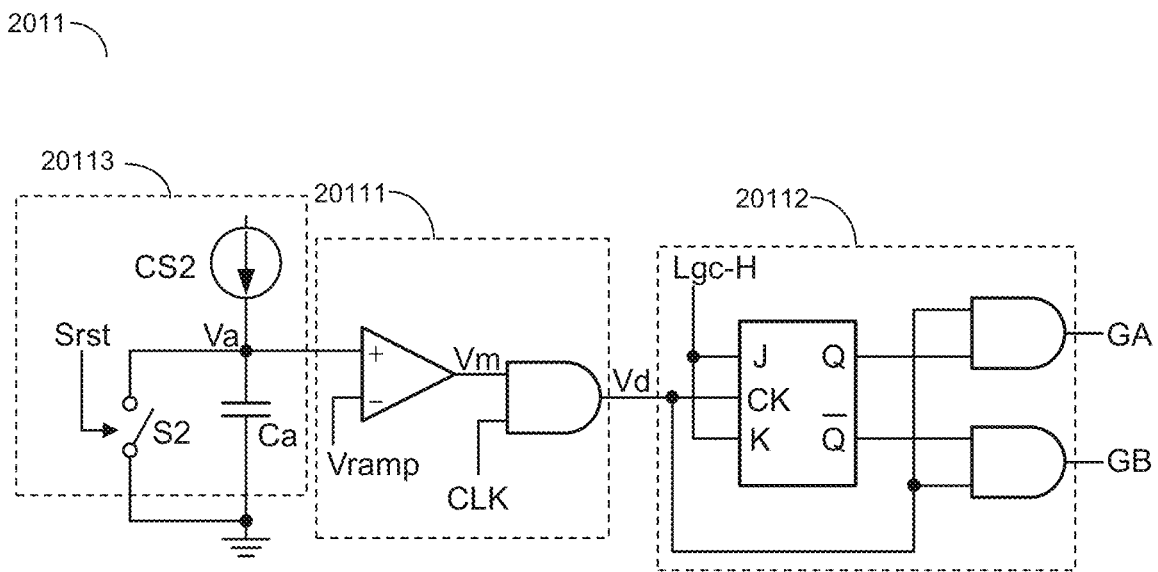 2011
20113
20111
20112
CS2
Lgc-H
Srst
Va
+
Vm
Vd
J
Q
GA
−
CK
S2
Ca
K
Q̅
GB
Vramp
CLK